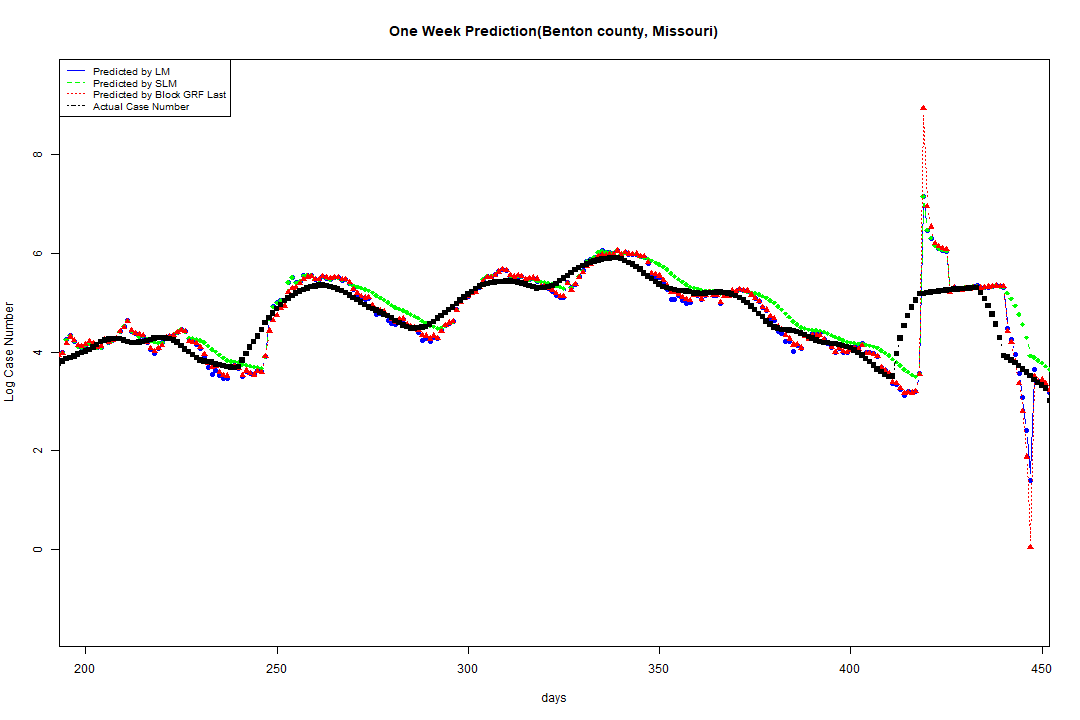 One Week Prediction(Benton county, Missouri)
Predicted by LM
Predicted by SLM
Predicted by Block GRF Last
Actual Case Number
Log Case Number
8
6
4
2
0
200 250 300 350 400 450
days